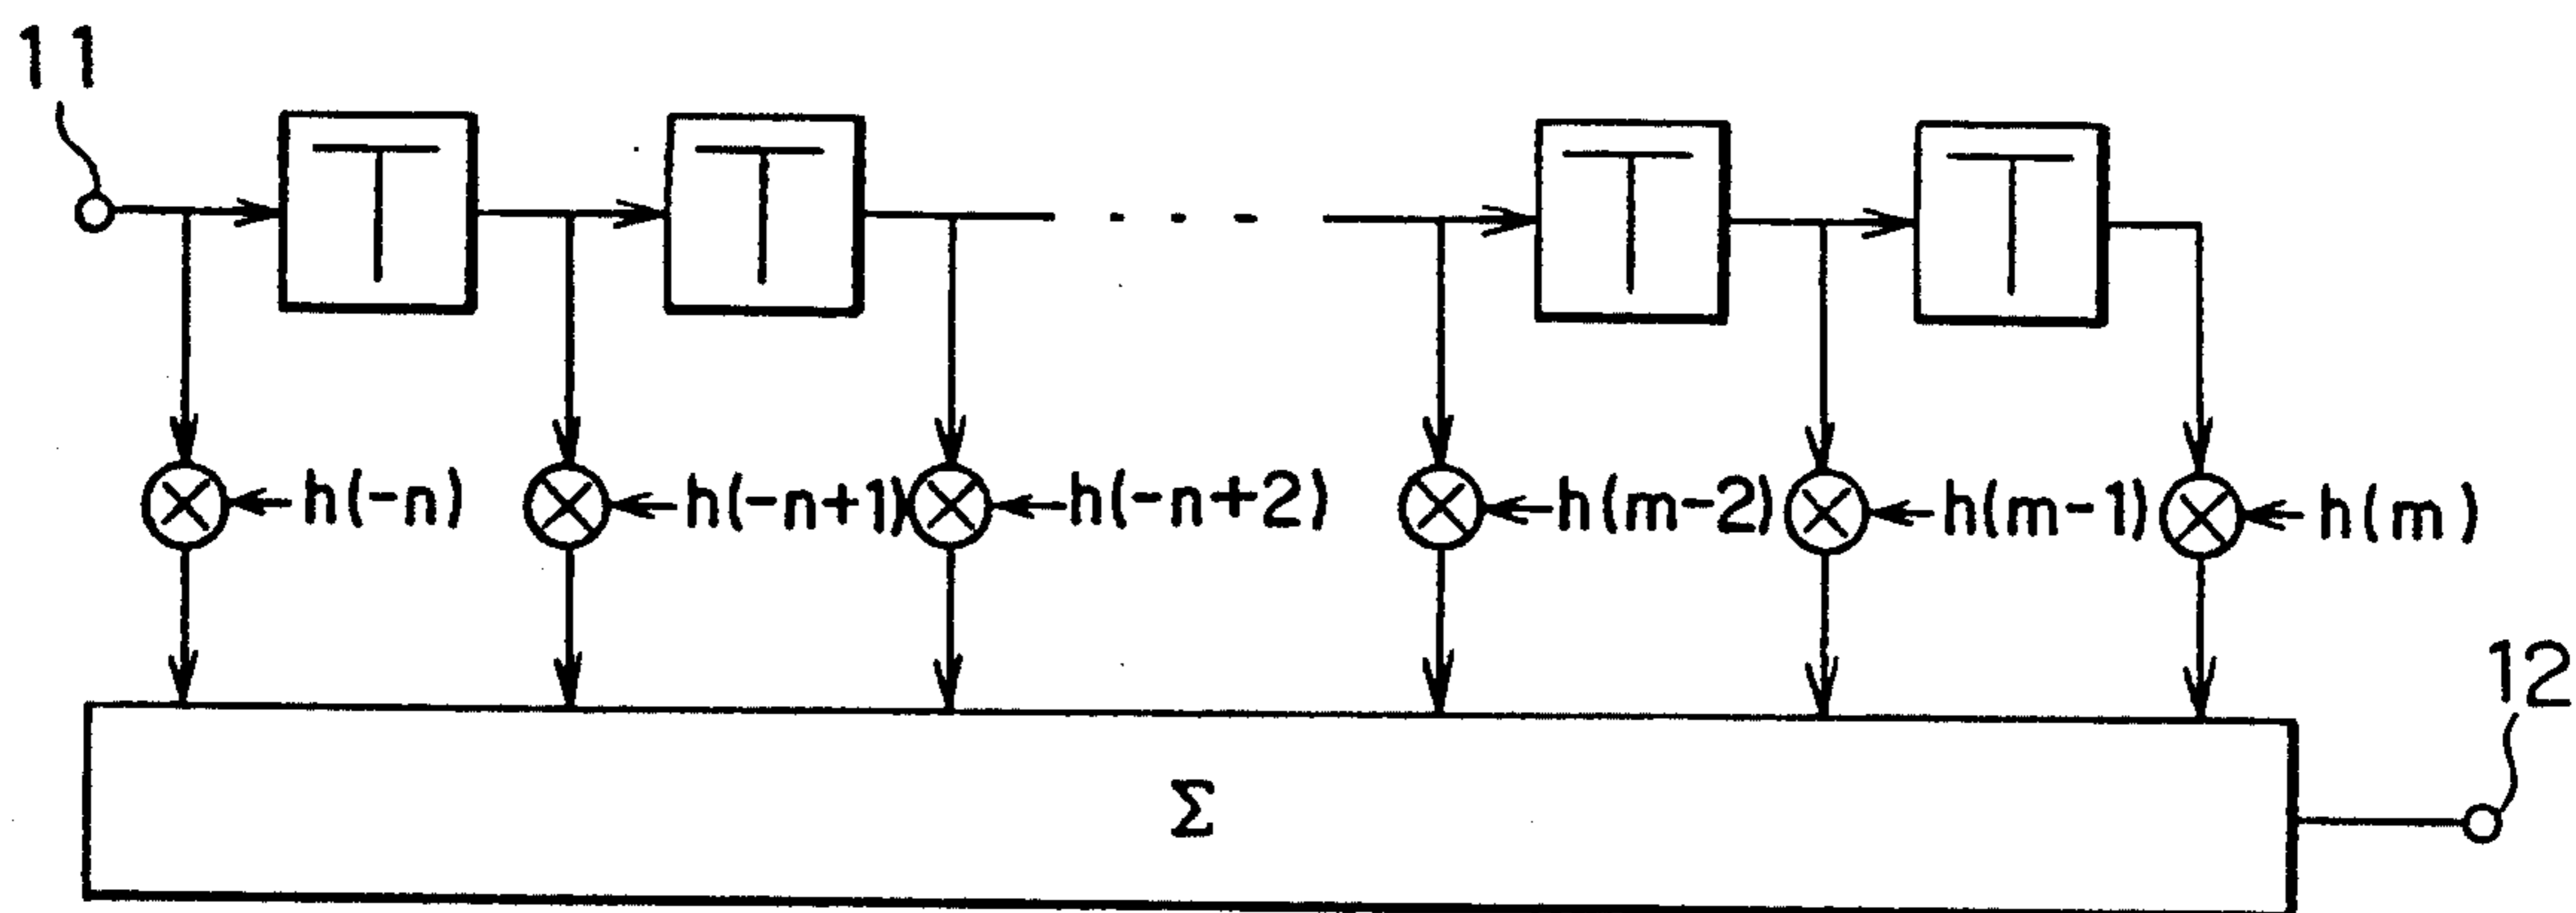 11
T T T T
h(-n) h(-n+1) h(-n+2) h(m-2) h(m-1) h(m)
12
Σ